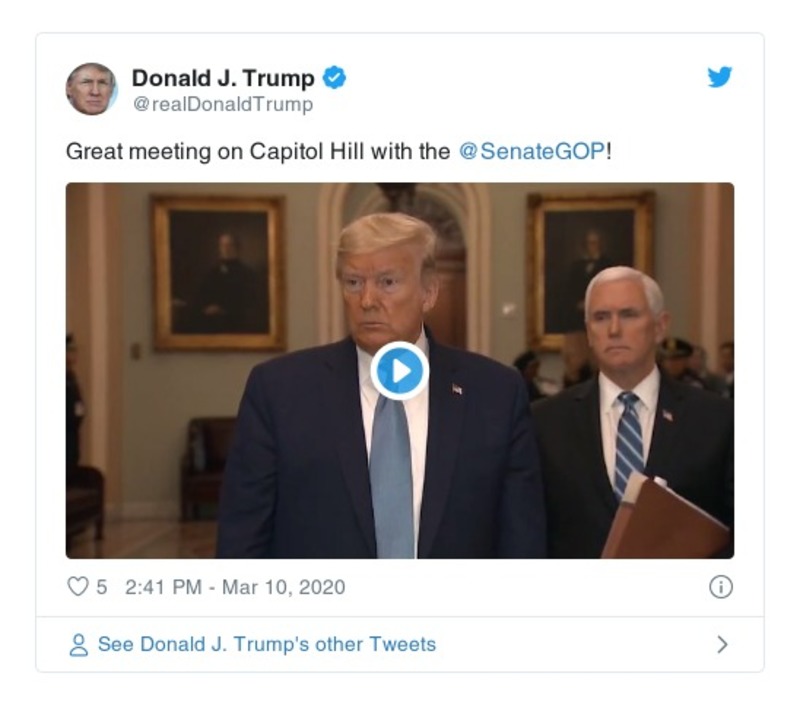 Donald J. Trump
@realDonaldTrump
Great meeting on Capitol Hill with the @SenateGOP!
5 2:41 PM - Mar 10, 2020
See Donald J. Trump's other Tweets